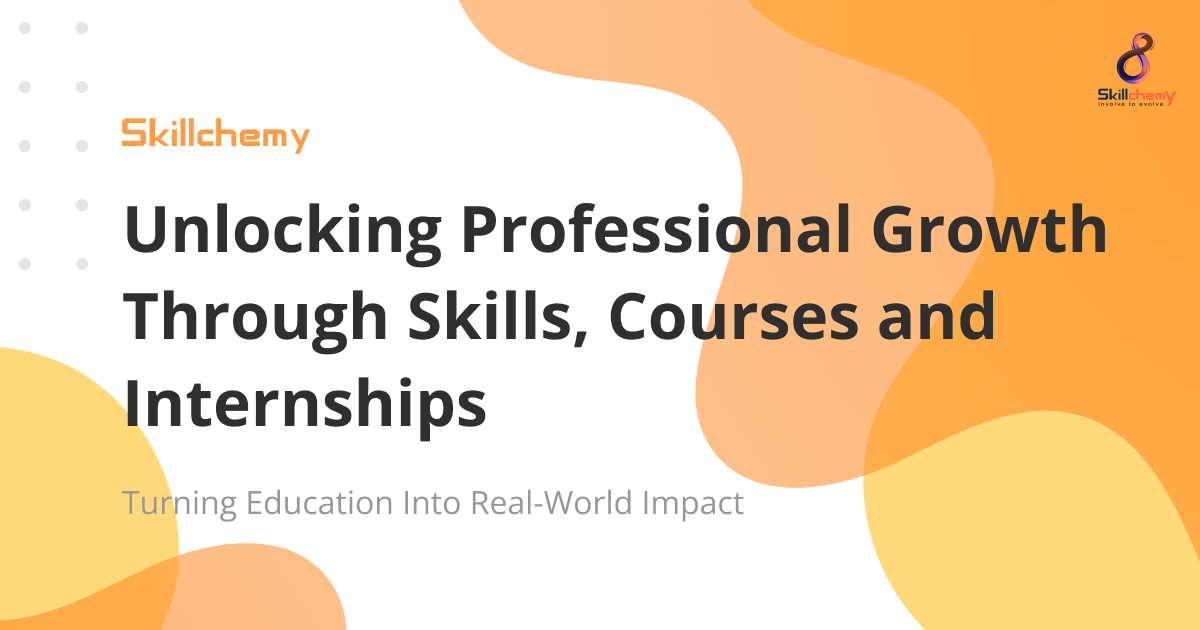 Skillchemy
involve to evolve
Skillchemy
Unlocking Professional Growth
Through Skills, Courses and
Internships
Turning Education Into Real-World Impact